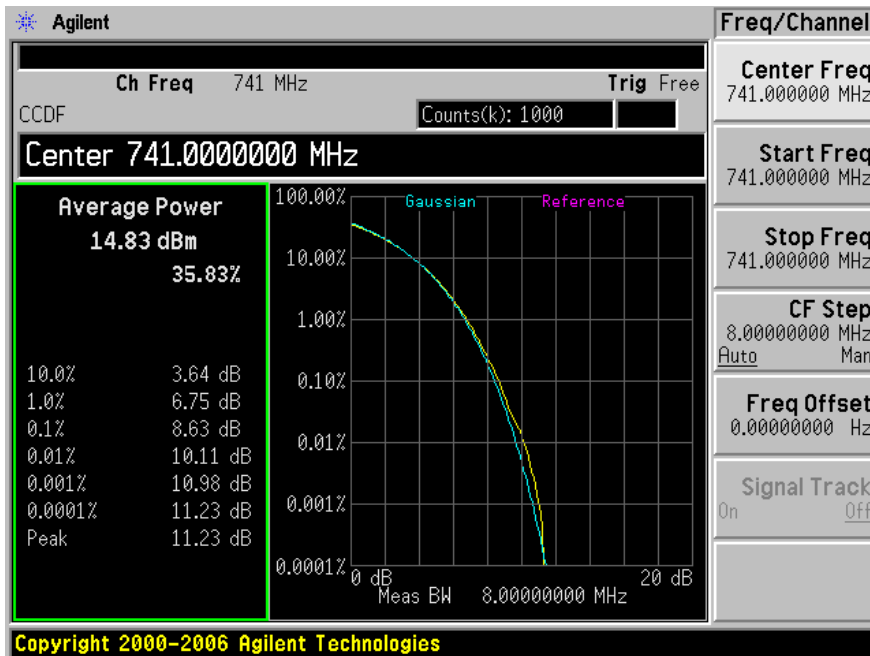 Agilent
Freq/Channel
Ch Freq 741 MHz Trig Free
CCDF Counts(k): 1000
Center 741.0000000 MHz
Average Power
14.83 dBm
35.83%
10.0% 3.64 dB
1.0% 6.75 dB
0.1% 8.63 dB
0.01% 10.11 dB
0.001% 10.98 dB
0.0001% 11.23 dB
Peak 11.23 dB
Gaussian Reference
100.00%
10.00%
1.00%
0.10%
0.01%
0.001%
0.0001%
0 dB 20 dB
Meas BW 8.00000000 MHz
Center Freq
741.000000 MHz
Start Freq
741.000000 MHz
Stop Freq
741.000000 MHz
CF Step
8.00000000 MHz
Auto Man
Freq Offset
0.00000000 Hz
Signal Track
On Off
Copyright 2000-2006 Agilent Technologies